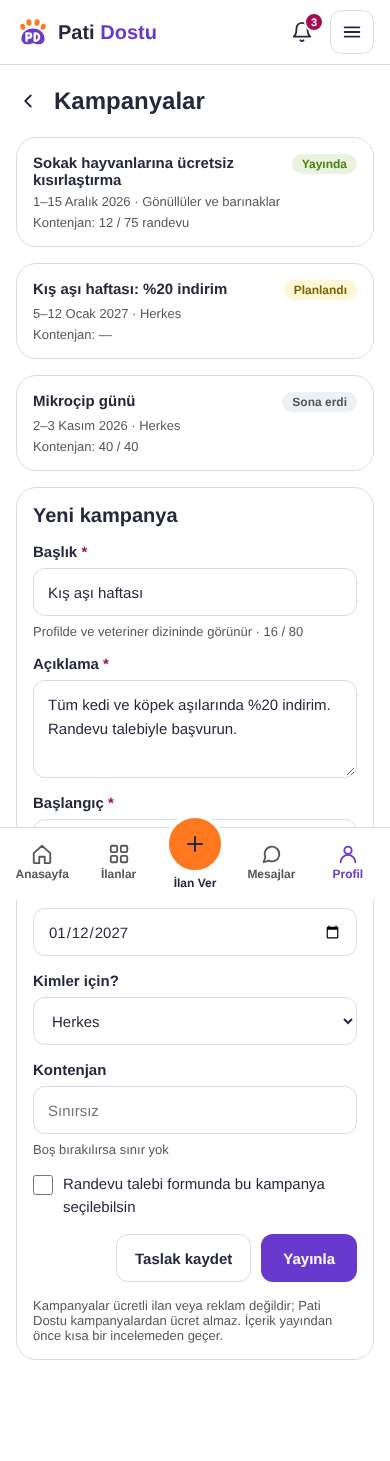 PD
Pati Dostu
3
Kampanyalar
Sokak hayvanlarına ücretsiz
kısırlaştırma
Yayında
1–15 Aralık 2026 · Gönüllüler ve barınaklar
Kontenjan: 12 / 75 randevu
Kış aşı haftası: %20 indirim
Planlandı
5–12 Ocak 2027 · Herkes
Kontenjan: —
Mikroçip günü
Sona erdi
2–3 Kasım 2026 · Herkes
Kontenjan: 40 / 40
Yeni kampanya
Başlık *
Kış aşı haftası
Profilde ve veteriner dizininde görünür · 16 / 80
Açıklama *
Tüm kedi ve köpek aşılarında %20 indirim.
Randevu talebiyle başvurun.
Başlangıç *
Anasayfa
İlanlar
İlan Ver
Mesajlar
Profil
01/12/2027
Kimler için?
Herkes
Kontenjan
Sınırsız
Boş bırakılırsa sınır yok
Randevu talebi formunda bu kampanya
seçilebilsin
Taslak kaydet
Yayınla
Kampanyalar ücretli ilan veya reklam değildir; Pati
Dostu kampanyalardan ücret almaz. İçerik yayından
önce kısa bir incelemeden geçer.